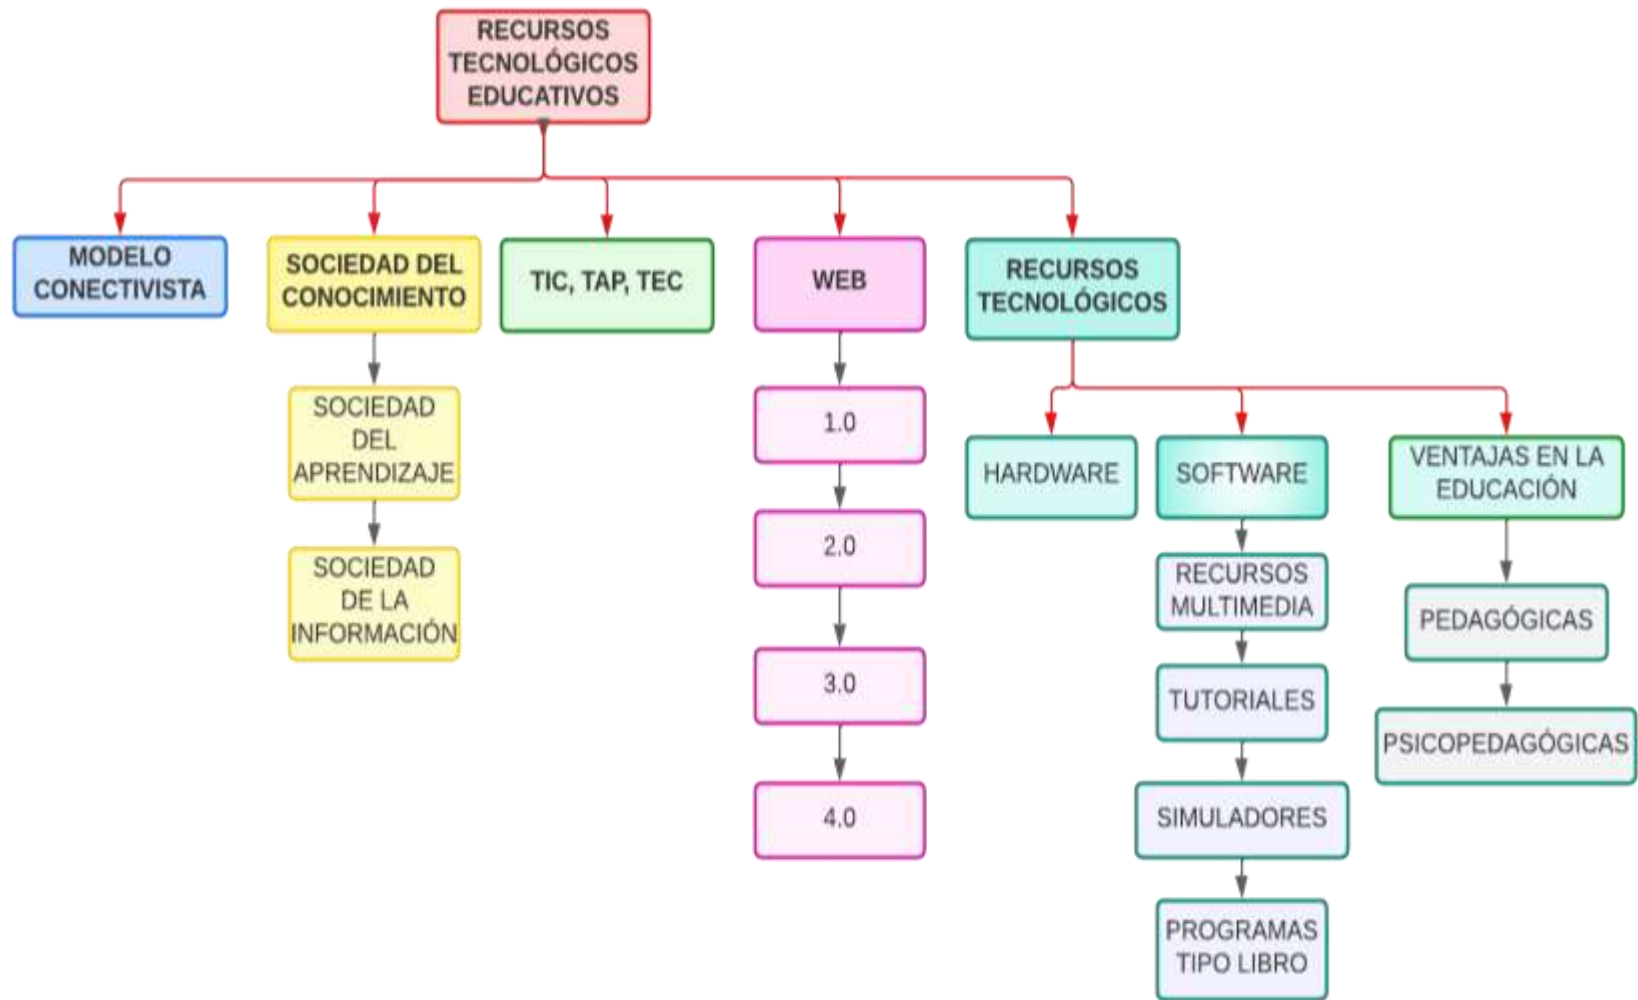 RECURSOS
TECNOLÓGICOS
EDUCATIVOS
MODELO
CONECTIVISTA
SOCIEDAD DEL
CONOCIMIENTO
TIC, TAP, TEC
WEB
RECURSOS
TECNOLÓGICOS
SOCIEDAD
DEL
APRENDIZAJE
SOCIEDAD
DE LA
INFORMACIÓN
1.0
2.0
3.0
4.0
HARDWARE
SOFTWARE
RECURSOS
MULTIMEDIA
TUTORIALES
SIMULADORES
PROGRAMAS
TIPO LIBRO
VENTAJAS EN LA
EDUCACIÓN
PEDAGÓGICAS
PSICOPEDAGÓGICAS